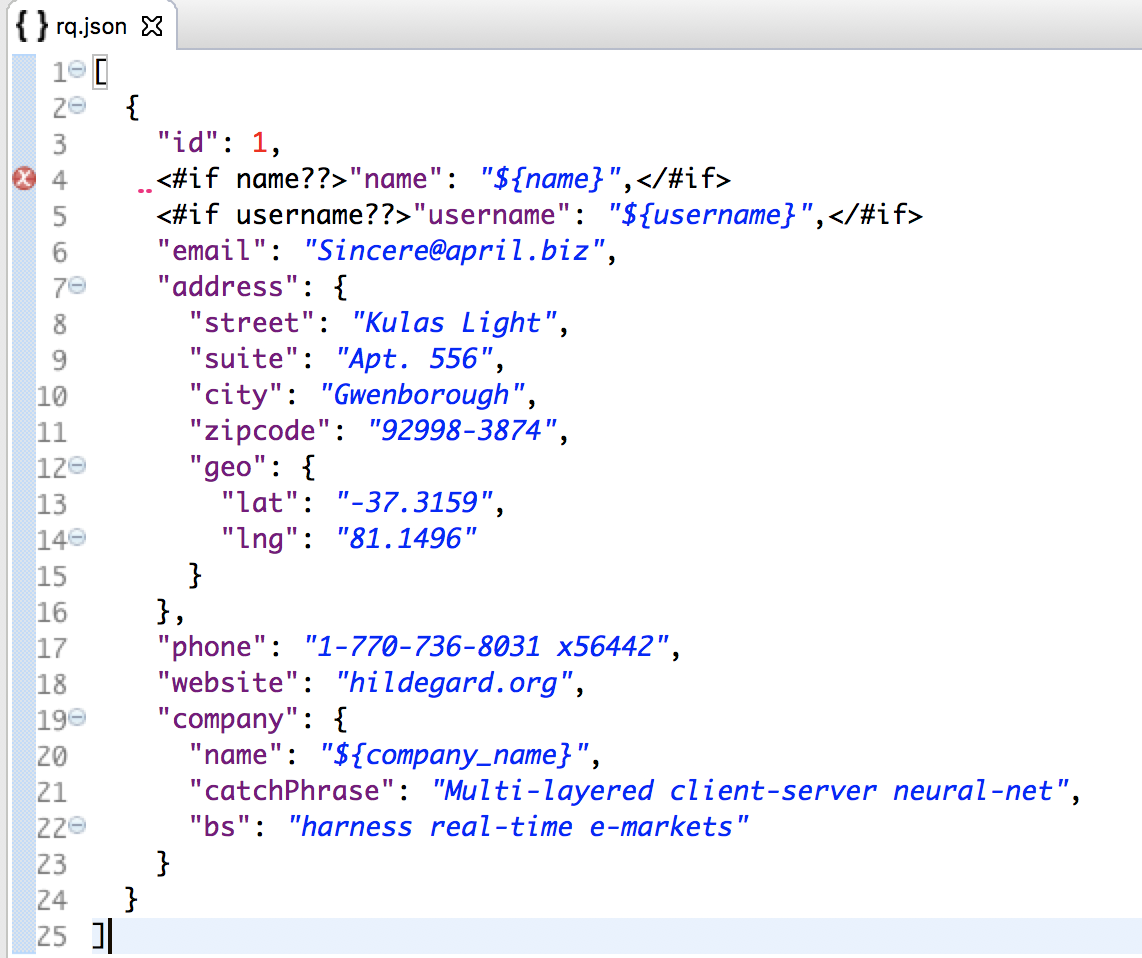 { } rq.json
1 [
2   {
3     "id": 1,
4     <#if name??>"name": "${name}",</#if>
5     <#if username??>"username": "${username}",</#if>
6     "email": "Sincere@april.biz",
7     "address": {
8       "street": "Kulas Light",
9       "suite": "Apt. 556",
10       "city": "Gwenborough",
11       "zipcode": "92998-3874",
12       "geo": {
13         "lat": "-37.3159",
14         "lng": "81.1496"
15       }
16     },
17     "phone": "1-770-736-8031 x56442",
18     "website": "hildegard.org",
19     "company": {
20       "name": "${company_name}",
21       "catchPhrase": "Multi-layered client-server neural-net",
22       "bs": "harness real-time e-markets"
23     }
24   }
25 ]